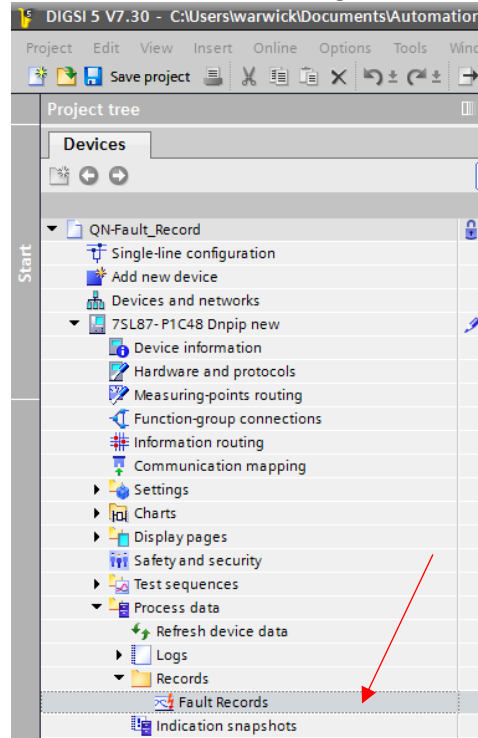 DIGSI 5 V7.30 - C:\Users\warwick\Documents\Automation
Project Edit View Insert Online Options Tools Wind
Save project
Project tree
Devices
Start
QN-Fault_Record
Single-line configuration
Add new device
Devices and networks
7SL87- P1C48 Dnpip new
Device information
Hardware and protocols
Measuring-points routing
Function-group connections
Information routing
Communication mapping
Settings
Charts
Display pages
Safety and security
Test sequences
Process data
Refresh device data
Logs
Records
Fault Records
Indication snapshots